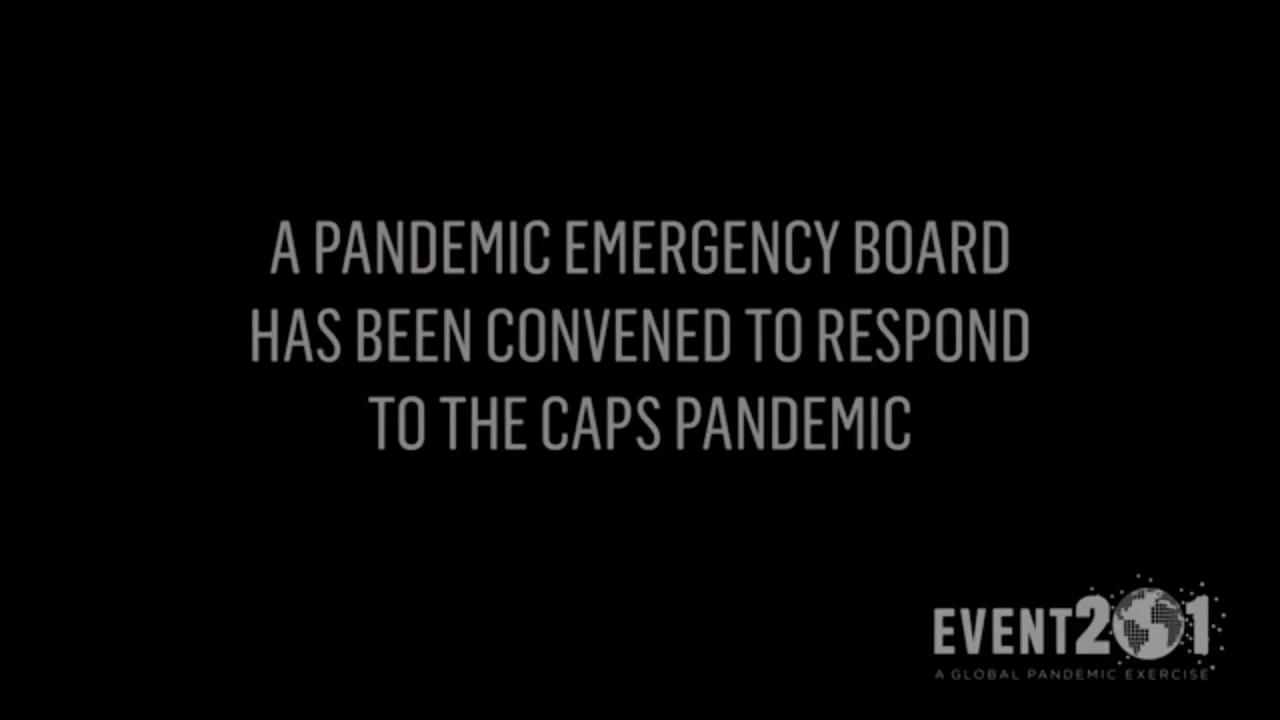 A PANDEMIC EMERGENCY BOARD
HAS BEEN CONVENED TO RESPOND
TO THE CAPS PANDEMIC
EVENT201
A GLOBAL PANDEMIC EXERCISE